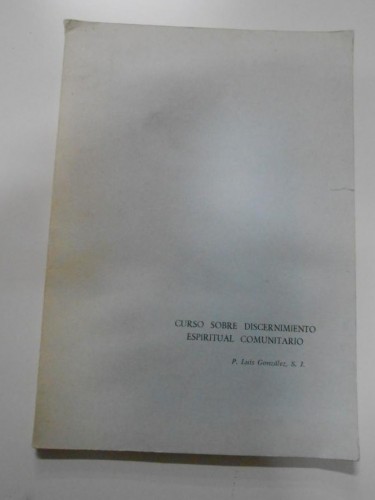 CURSO SOBRE DISCERNIMIENTO
ESPIRITUAL COMUNITARIO
P. Luis González, S. I.